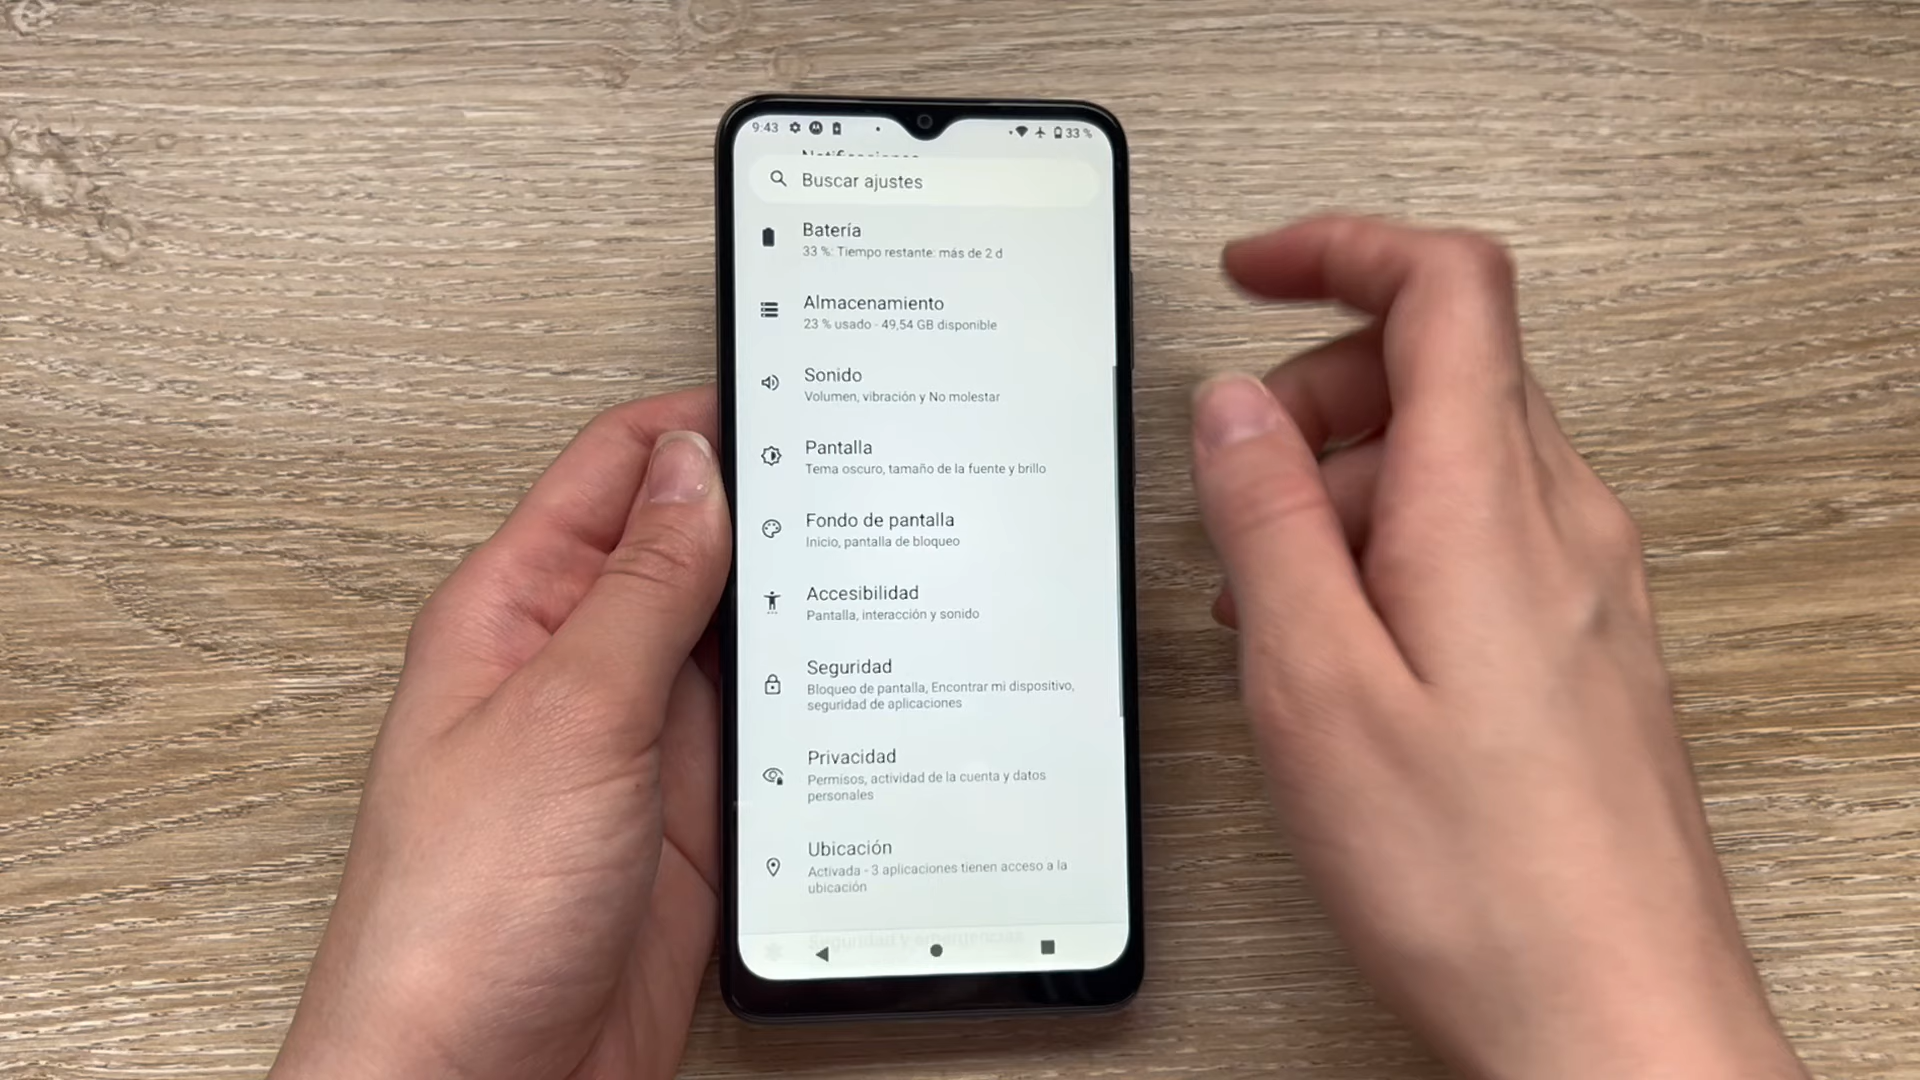 9:43
33 %
Notificaciones
Buscar ajustes
Batería
33 %: Tiempo restante: más de 2 d
Almacenamiento
23 % usado - 49,54 GB disponible
Sonido
Volumen, vibración y No molestar
Pantalla
Tema oscuro, tamaño de la fuente y brillo
Fondo de pantalla
Inicio, pantalla de bloqueo
Accesibilidad
Pantalla, interacción y sonido
Seguridad
Bloqueo de pantalla, Encontrar mi dispositivo,
seguridad de aplicaciones
Privacidad
Permisos, actividad de la cuenta y datos
personales
Ubicación
Activada - 3 aplicaciones tienen acceso a la
ubicación
Seguridad y emergencias